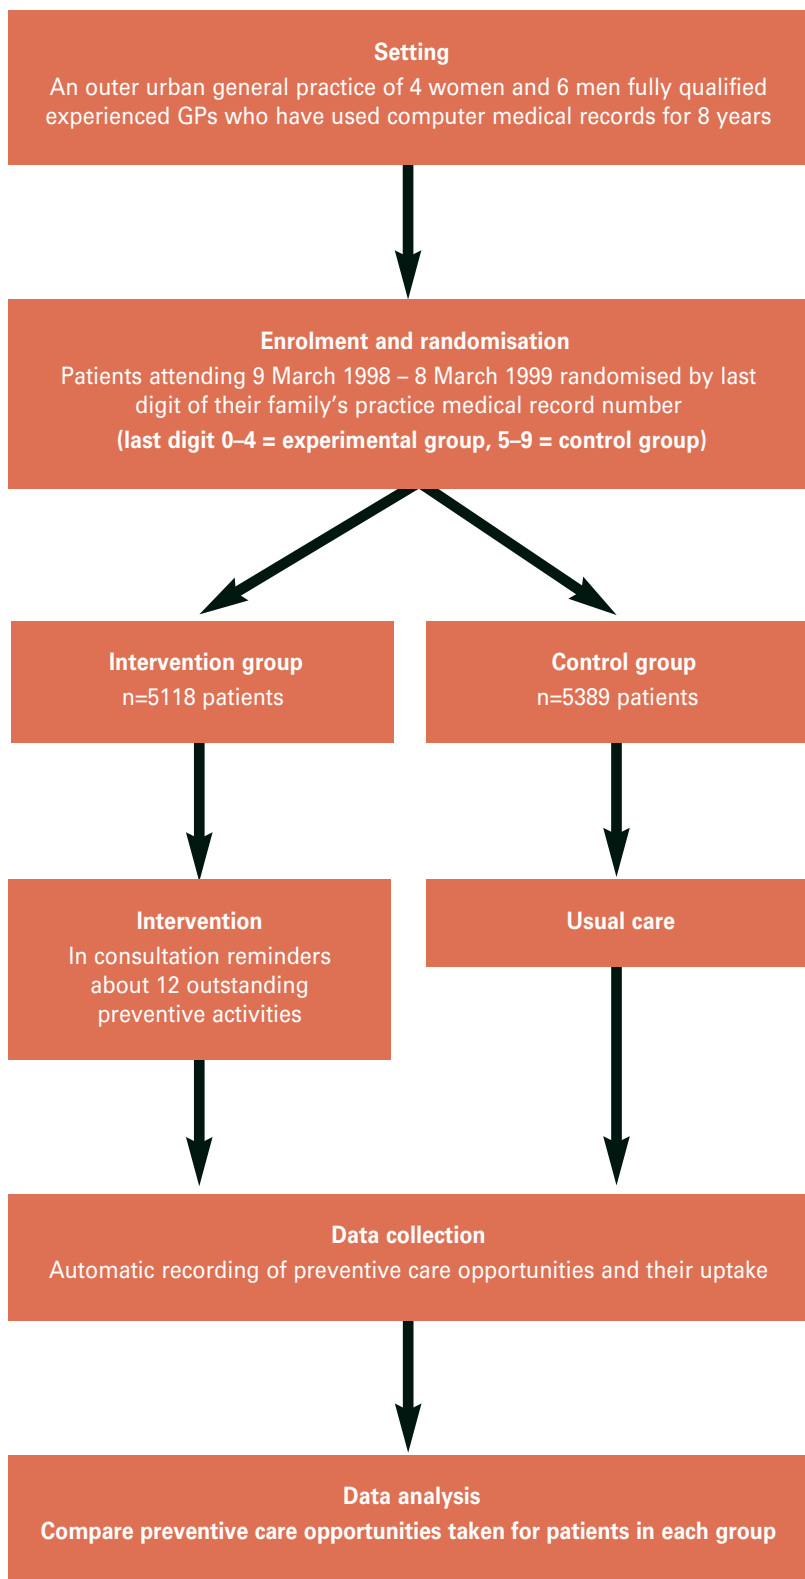 Setting
An outer urban general practice of 4 women and 6 men fully qualified
experienced GPs who have used computer medical records for 8 years
Enrolment and randomisation
Patients attending 9 March 1998 – 8 March 1999 randomised by last
digit of their family’s practice medical record number
(last digit 0–4 = experimental group, 5–9 = control group)
Intervention group
n=5118 patients
Control group
n=5389 patients
Intervention
In consultation reminders
about 12 outstanding
preventive activities
Usual care
Data collection
Automatic recording of preventive care opportunities and their uptake
Data analysis
Compare preventive care opportunities taken for patients in each group